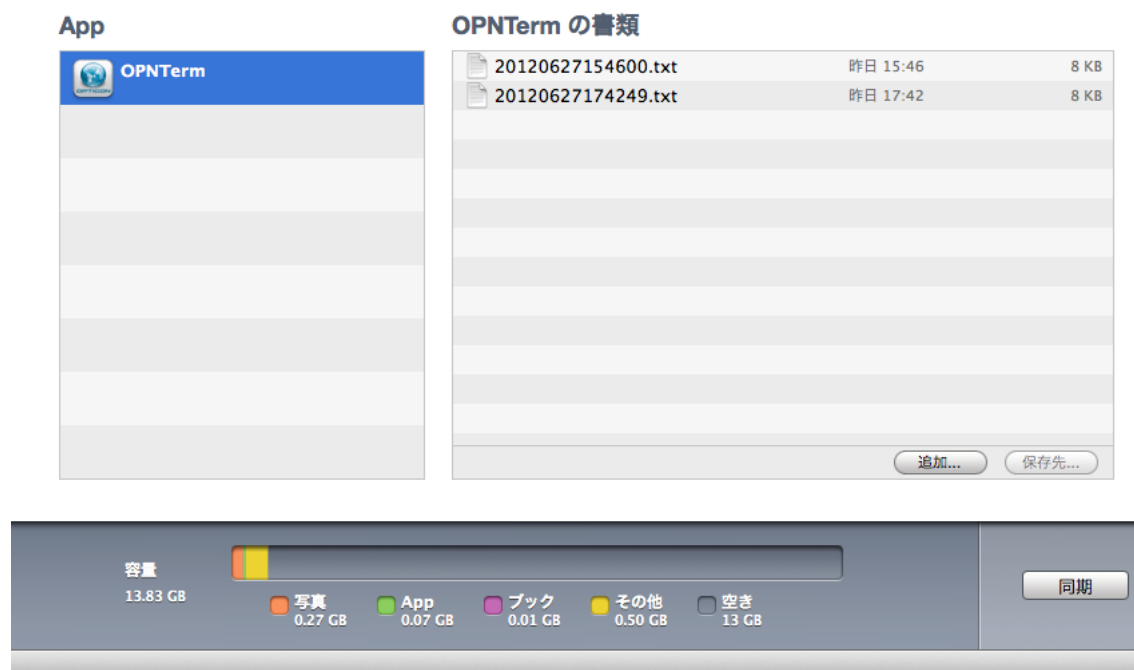 App
OPNTerm の書類
OPNTerm
OPTICON
20120627154600.txt 昨日 15:46 8 KB
20120627174249.txt 昨日 17:42 8 KB
追加... 保存先...
容量
13.83 GB
写真 App ブック その他 空き
0.27 GB 0.07 GB 0.01 GB 0.50 GB 13 GB
同期